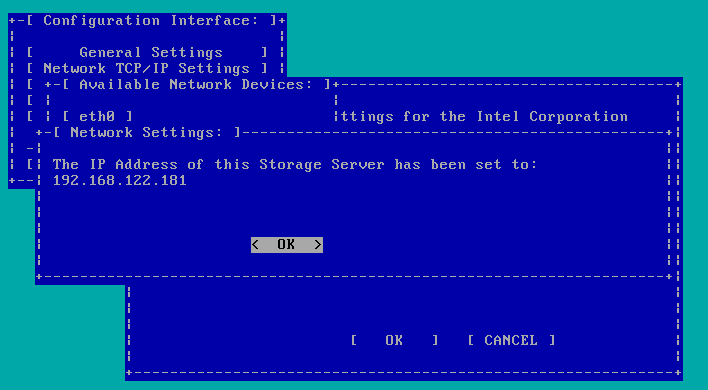 [ Configuration Interface: ]
[ General Settings ]
[ Network TCP/IP Settings ]
[ [ Available Network Devices: ]
[
[ [ eth0 ] ttings for the Intel Corporation
[ Network Settings: ]
[ The IP Address of this Storage Server has been set to:
192.168.122.181
< OK >
[ OK ] [ CANCEL ]